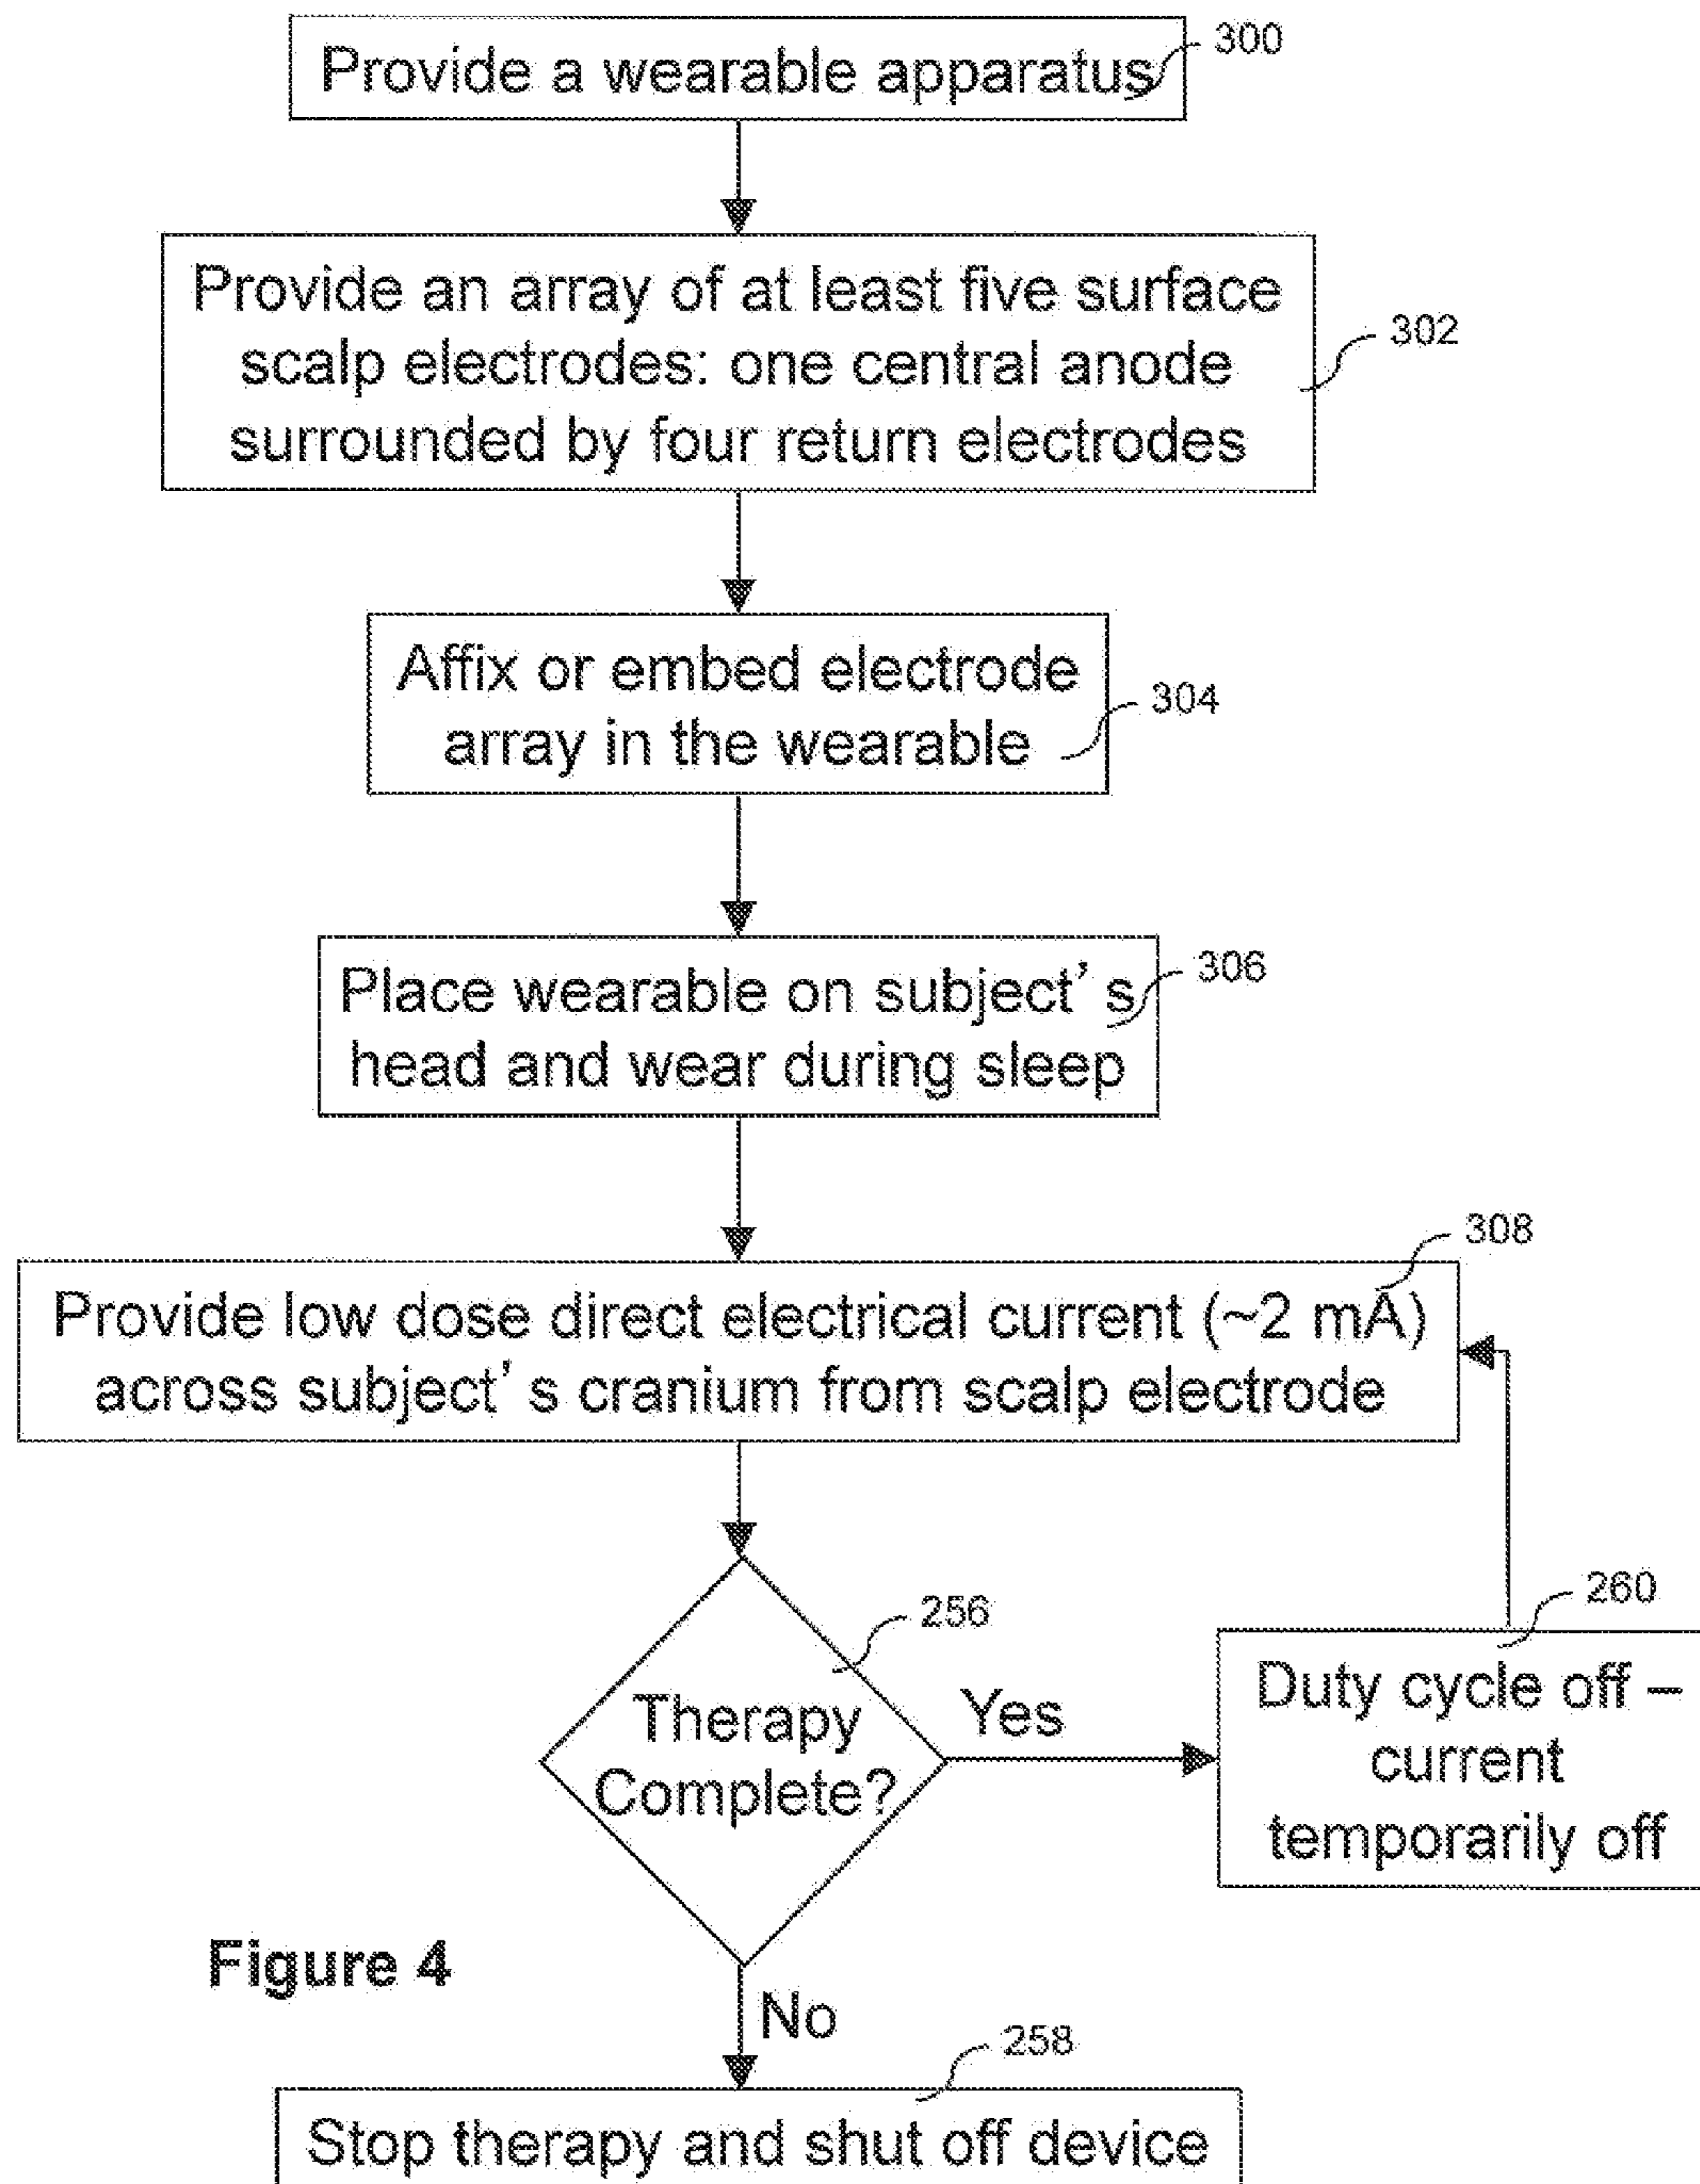 Provide a wearable apparatus
300
Provide an array of at least five surface
scalp electrodes: one central anode
surrounded by four return electrodes
302
Affix or embed electrode
array in the wearable
304
Place wearable on subject's
head and wear during sleep
306
308
Provide low dose direct electrical current (~2 mA)
across subject's cranium from scalp electrode
256
Therapy
Complete?
Yes
260
Duty cycle off –
current
temporarily off
Figure 4
No
258
Stop therapy and shut off device